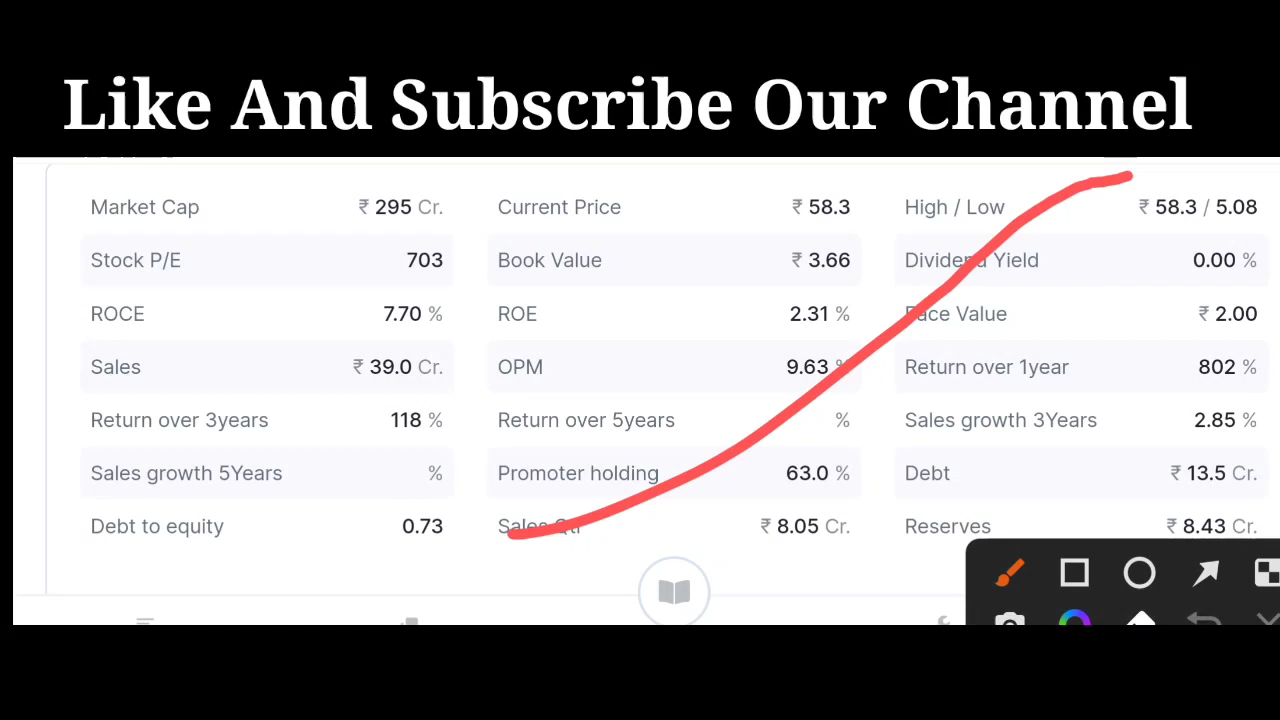 Like And Subscribe Our Channel
Market Cap ₹ 295 Cr. Current Price ₹ 58.3 High / Low ₹ 58.3 / 5.08
Stock P/E 703 Book Value ₹ 3.66 Dividend Yield 0.00 %
ROCE 7.70 % ROE 2.31 % Face Value ₹ 2.00
Sales ₹ 39.0 Cr. OPM 9.63 % Return over 1year 802 %
Return over 3years 118 % Return over 5years % Sales growth 3Years 2.85 %
Sales growth 5Years % Promoter holding 63.0 % Debt ₹ 13.5 Cr.
Debt to equity 0.73 Sales Qtr ₹ 8.05 Cr. Reserves ₹ 8.43 Cr.